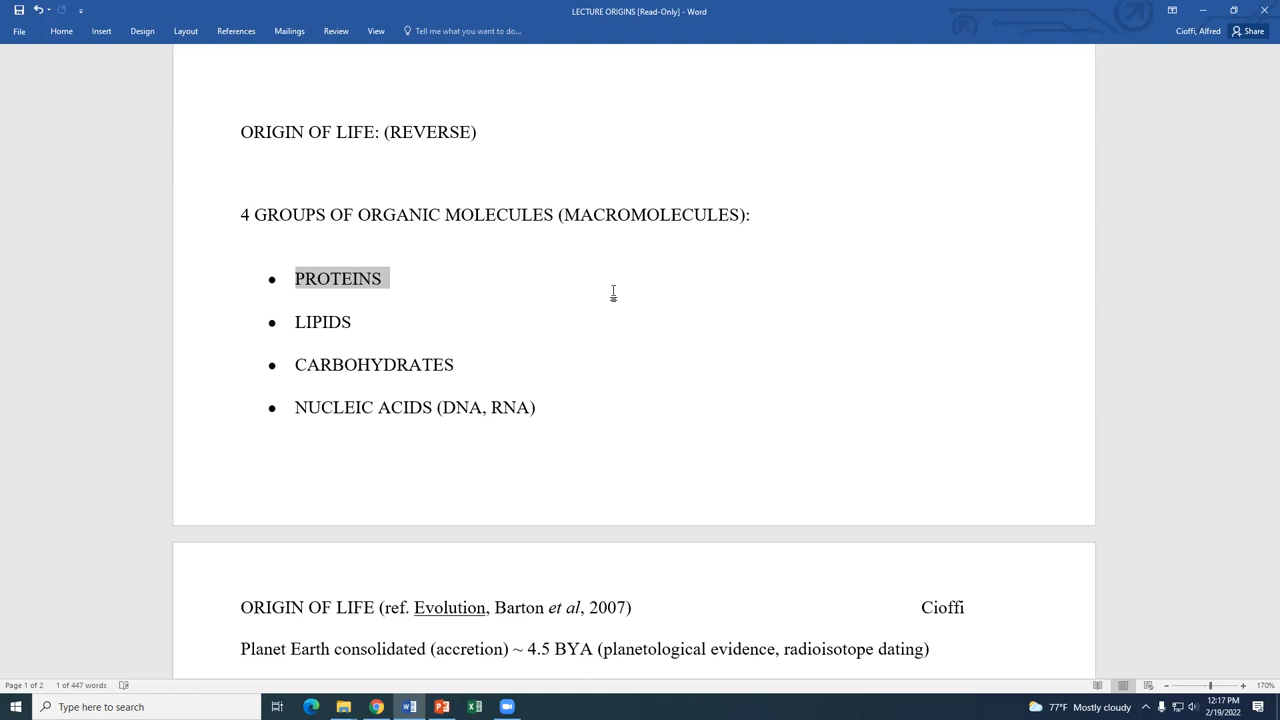 LECTURE ORIGINS [Read-Only] - Word
File Home Insert Design Layout References Mailings Review View Tell me what you want to do... Cioffi, Alfred Share
ORIGIN OF LIFE: (REVERSE)
4 GROUPS OF ORGANIC MOLECULES (MACROMOLECULES):
● PROTEINS
● LIPIDS
● CARBOHYDRATES
● NUCLEIC ACIDS (DNA, RNA)
ORIGIN OF LIFE (ref. Evolution, Barton et al, 2007) Cioffi
Planet Earth consolidated (accretion) ~ 4.5 BYA (planetological evidence, radioisotope dating)
Page 1 of 2 1 of 447 words 170%
Type here to search 77°F Mostly cloudy 12:17 PM
2/19/2022